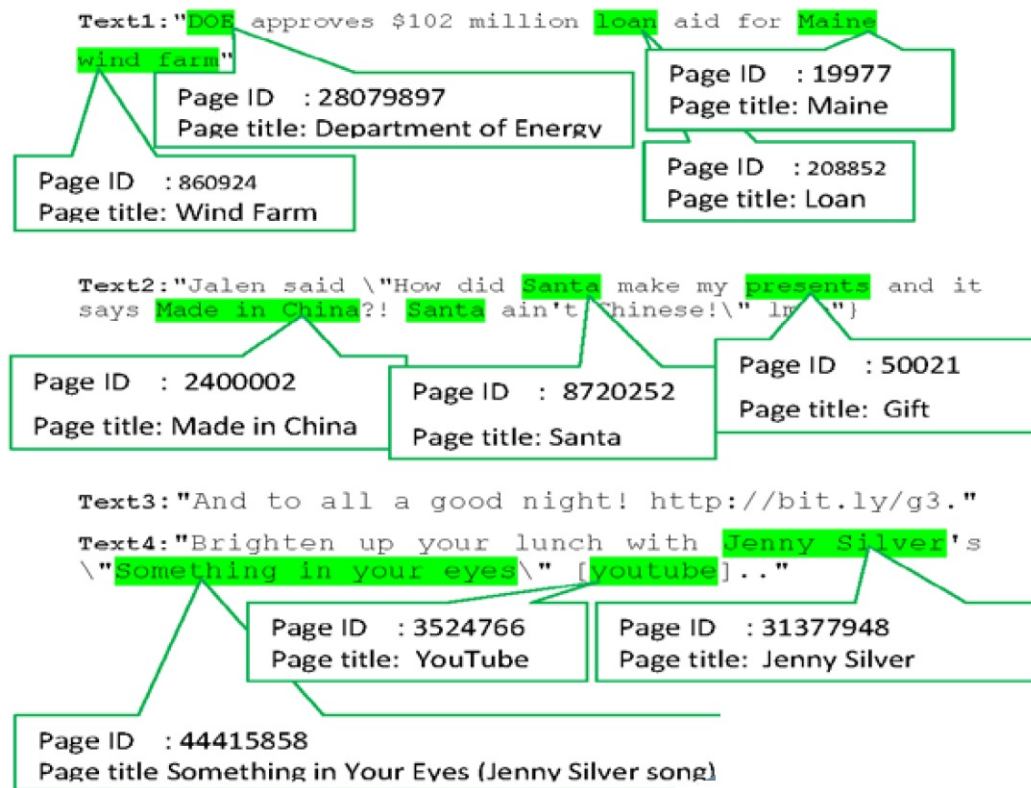 Text1:"DOE approves $102 million loan aid for Maine
wind farm"
Page ID : 28079897
Page title: Department of Energy
Page ID : 19977
Page title: Maine
Page ID : 860924
Page title: Wind Farm
Page ID : 208852
Page title: Loan
Text2:"Jalen said \"How did Santa make my presents and it
says Made in China?! Santa ain't Chinese!\" "}
Page ID : 2400002
Page title: Made in China
Page ID : 8720252
Page title: Santa
Page ID : 50021
Page title: Gift
Text3:"And to all a good night! http://bit.ly/g3."
Text4:"Brighten up your lunch with Jenny Silver's
\"Something in your eyes\" [youtube].."
Page ID : 3524766
Page title: YouTube
Page ID : 31377948
Page title: Jenny Silver
Page ID : 44415858
Page title Something in Your Eyes (Jenny Silver song)